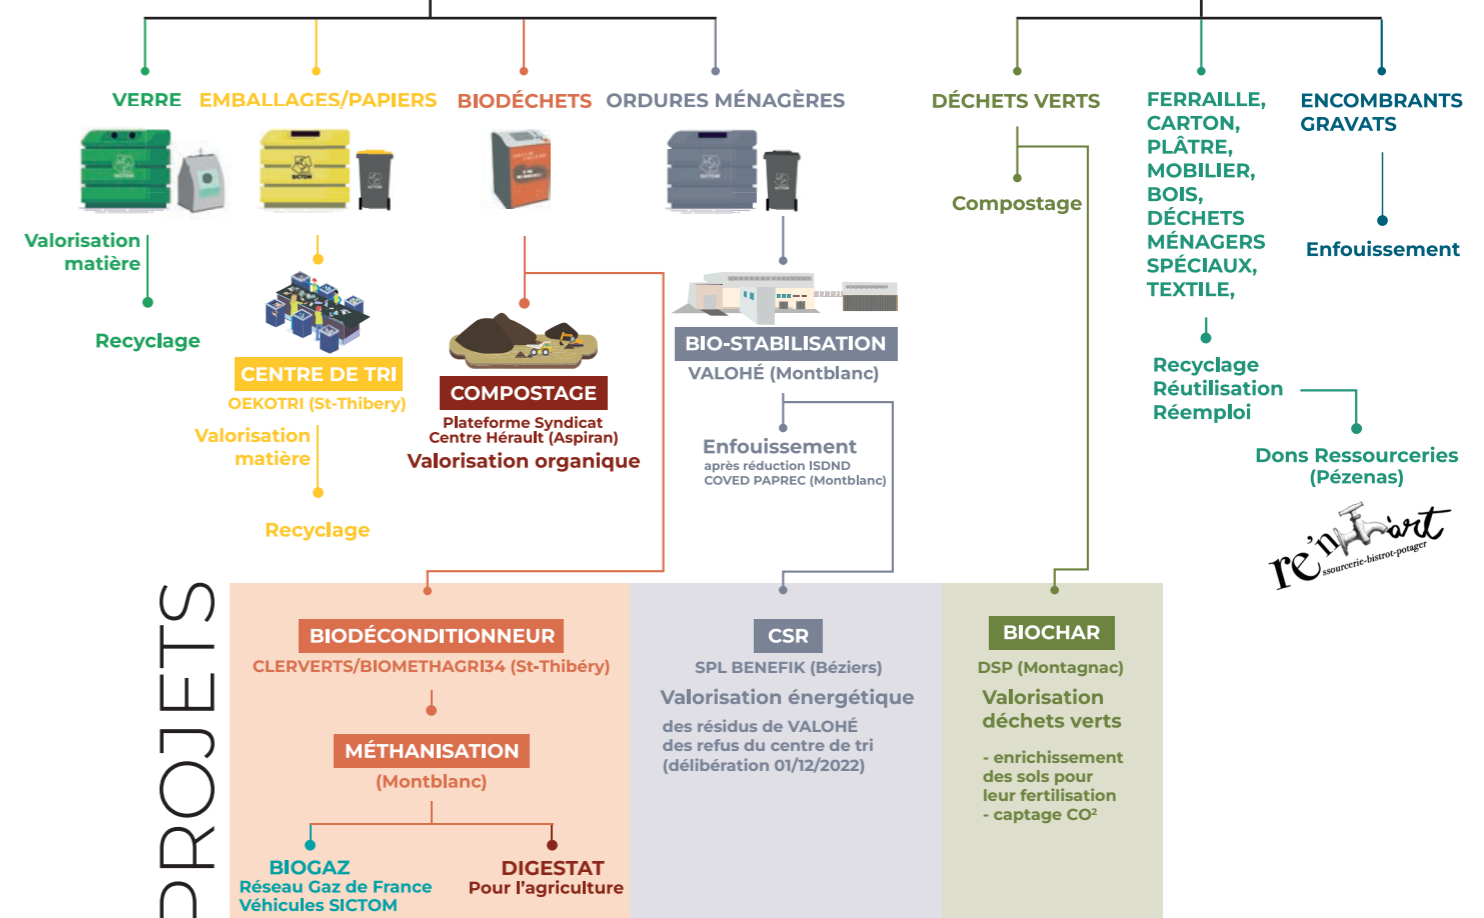 VERRE
EMBALLAGES/PAPIERS
BIODÉCHETS
ORDURES MÉNAGÈRES
DÉCHETS VERTS
FERRAILLE,
CARTON,
PLÂTRE,
MOBILIER,
BOIS,
DÉCHETS
MÉNAGERS
SPÉCIAUX,
TEXTILE,
ENCOMBRANTS
GRAVATS
SICTOM
SICTOM
SICTOM
Valorisation
matière
Recyclage
CENTRE DE TRI
OEKOTRI (St-Thibery)
Valorisation
matière
Recyclage
COMPOSTAGE
Plateforme Syndicat
Centre Hérault (Aspiran)
Valorisation organique
BIO-STABILISATION
VALOHÉ (Montblanc)
Enfouissement
après réduction ISDND
COVED PAPREC (Montblanc)
Compostage
Recyclage
Réutilisation
Réemploi
Dons Ressourceries
(Pézenas)
re'n'art
ssourcerie-bistrot-potager
Enfouissement
PROJETS
BIODÉCONDITIONNEUR
CLERVERTS/BIOMETHAGRI34 (St-Thibéry)
MÉTHANISATION
(Montblanc)
BIOGAZ
Réseau Gaz de France
Véhicules SICTOM
DIGESTAT
Pour l'agriculture
CSR
SPL BENEFIK (Béziers)
Valorisation énergétique
des résidus de VALOHÉ
des refus du centre de tri
(délibération 01/12/2022)
BIOCHAR
DSP (Montagnac)
Valorisation
déchets verts
- enrichissement
des sols pour
leur fertilisation
- captage CO²